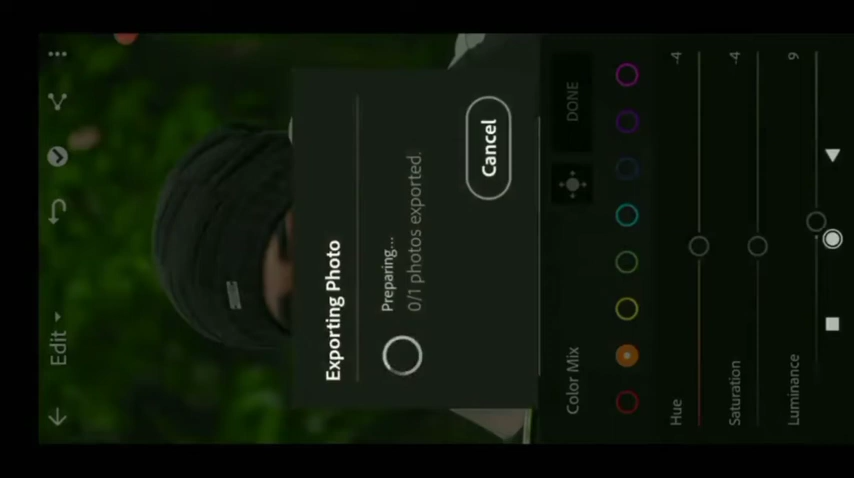 Edit
Exporting Photo
Preparing...
0/1 photos exported.
Cancel
Color Mix
DONE
Hue
-4
Saturation
-4
Luminance
9